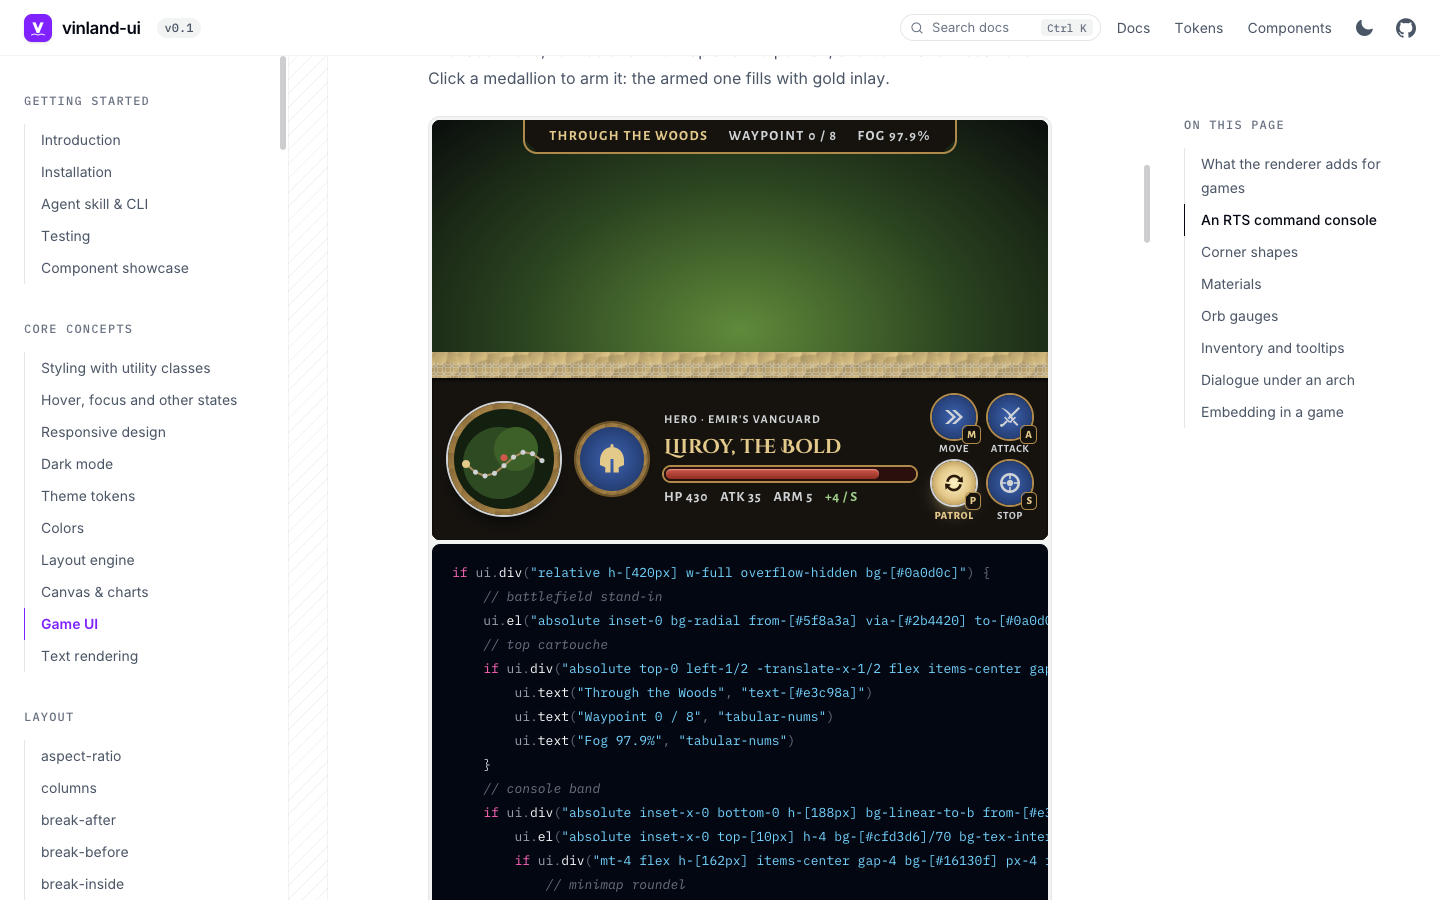 vinland-ui
v0.1
Search docs
Ctrl K
Docs
Tokens
Components
GETTING STARTED
Introduction
Installation
Agent skill & CLI
Testing
Component showcase
CORE CONCEPTS
Styling with utility classes
Hover, focus and other states
Responsive design
Dark mode
Theme tokens
Colors
Layout engine
Canvas & charts
Game UI
Text rendering
LAYOUT
aspect-ratio
columns
break-after
break-before
break-inside
Click a medallion to arm it: the armed one fills with gold inlay.
THROUGH THE WOODS WAYPOINT 0 / 8 FOG 97.9%
HERO · EMIR'S VANGUARD
THE BOLD
HP 430 ATK 35 ARM 5 +4 / S
M
A
MOVE
ATTACK
P
S
PATROL
STOP
if ui.div("relative h-[420px] w-full overflow-hidden bg-[#0a0d0c]") {
// battlefield stand-in
ui.el("absolute inset-0 bg-radial from-[#5f8a3a] via-[#2b4420] to-[#0a0d0
// top cartouche
if ui.div("absolute top-0 left-1/2 -translate-x-1/2 flex items-center gap
ui.text("Through the Woods", "text-[#e3c98a]")
ui.text("Waypoint 0 / 8", "tabular-nums")
ui.text("Fog 97.9%", "tabular-nums")
}
// console band
if ui.div("absolute inset-x-0 bottom-0 h-[188px] bg-linear-to-b from-[#e3
ui.el("absolute inset-x-0 top-[10px] h-4 bg-[#cfd3d6]/70 bg-tex-inter
if ui.div("mt-4 flex h-[162px] items-center gap-4 bg-[#16130f] px-4
// minimap roundel
ON THIS PAGE
What the renderer adds for
games
An RTS command console
Corner shapes
Materials
Orb gauges
Inventory and tooltips
Dialogue under an arch
Embedding in a game